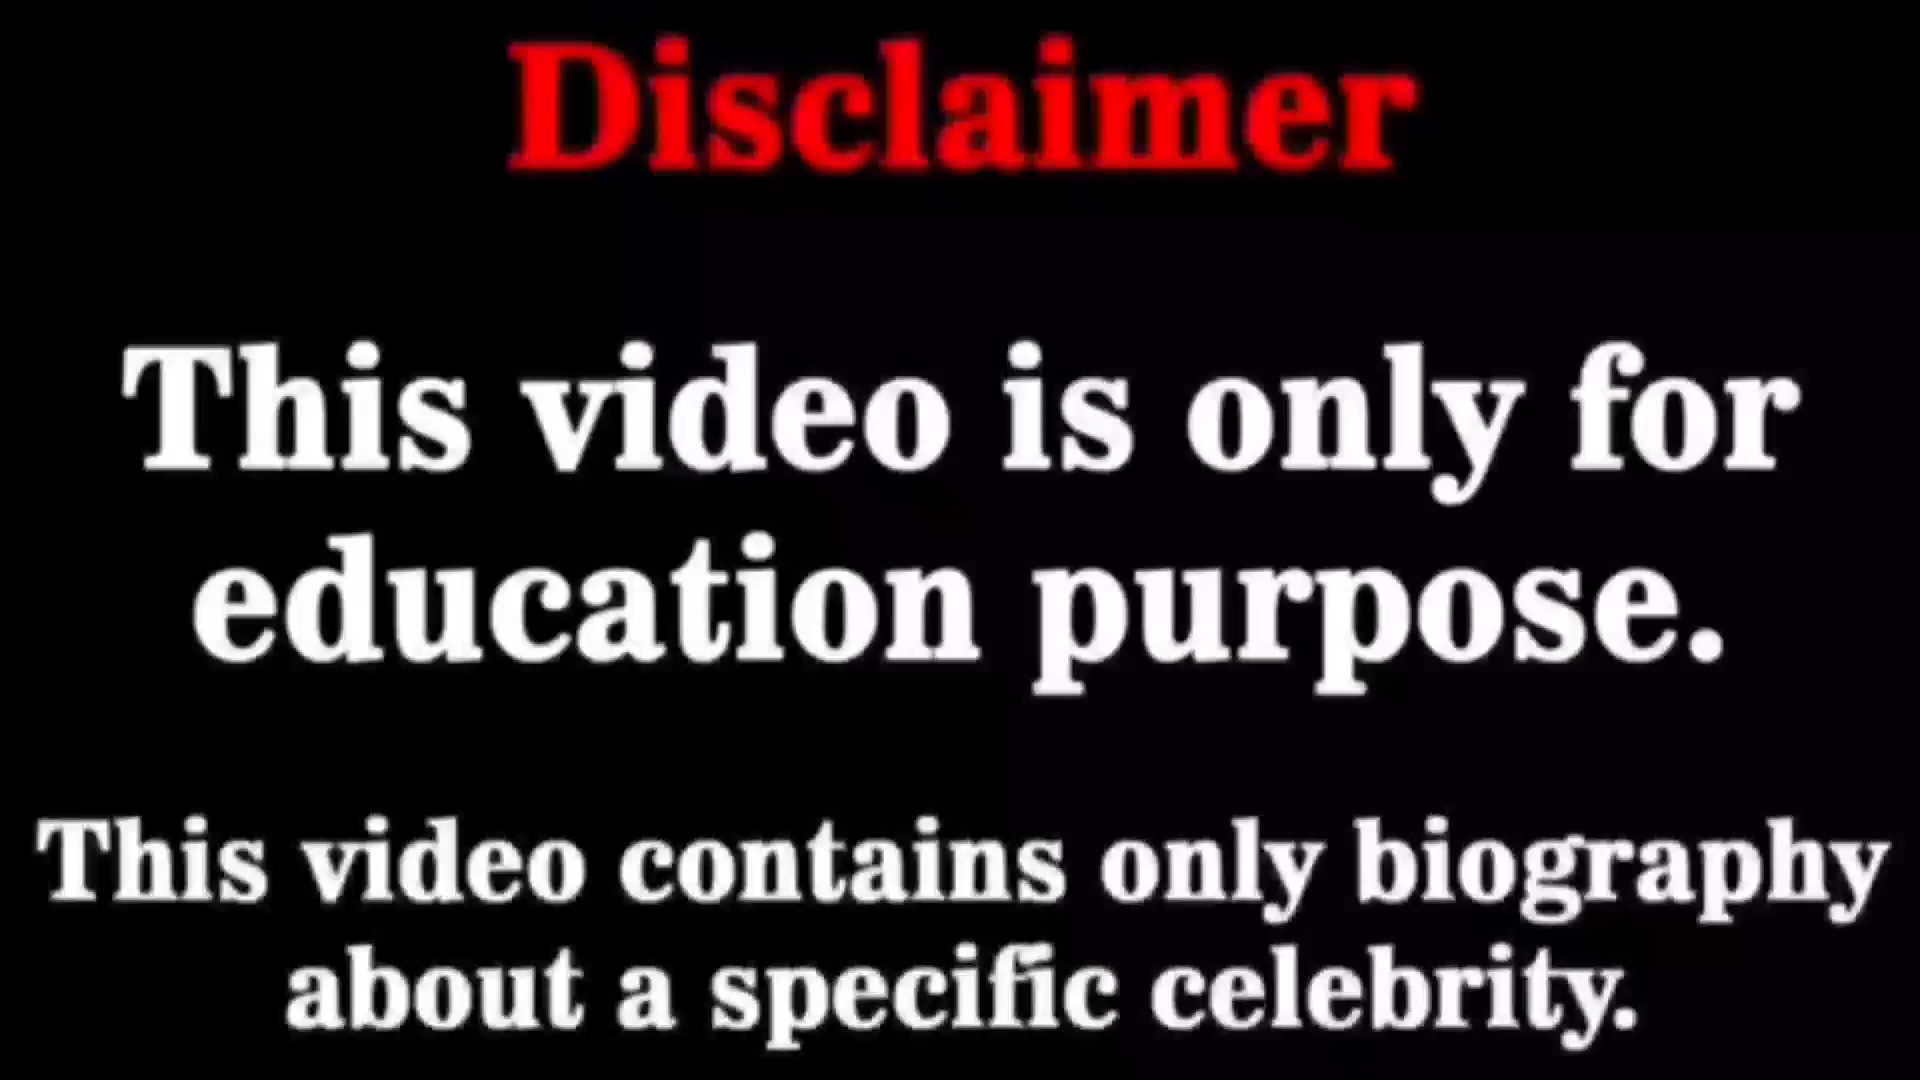 Disclaimer
This video is only for
education purpose.
This video contains only biography
about a specific celebrity.